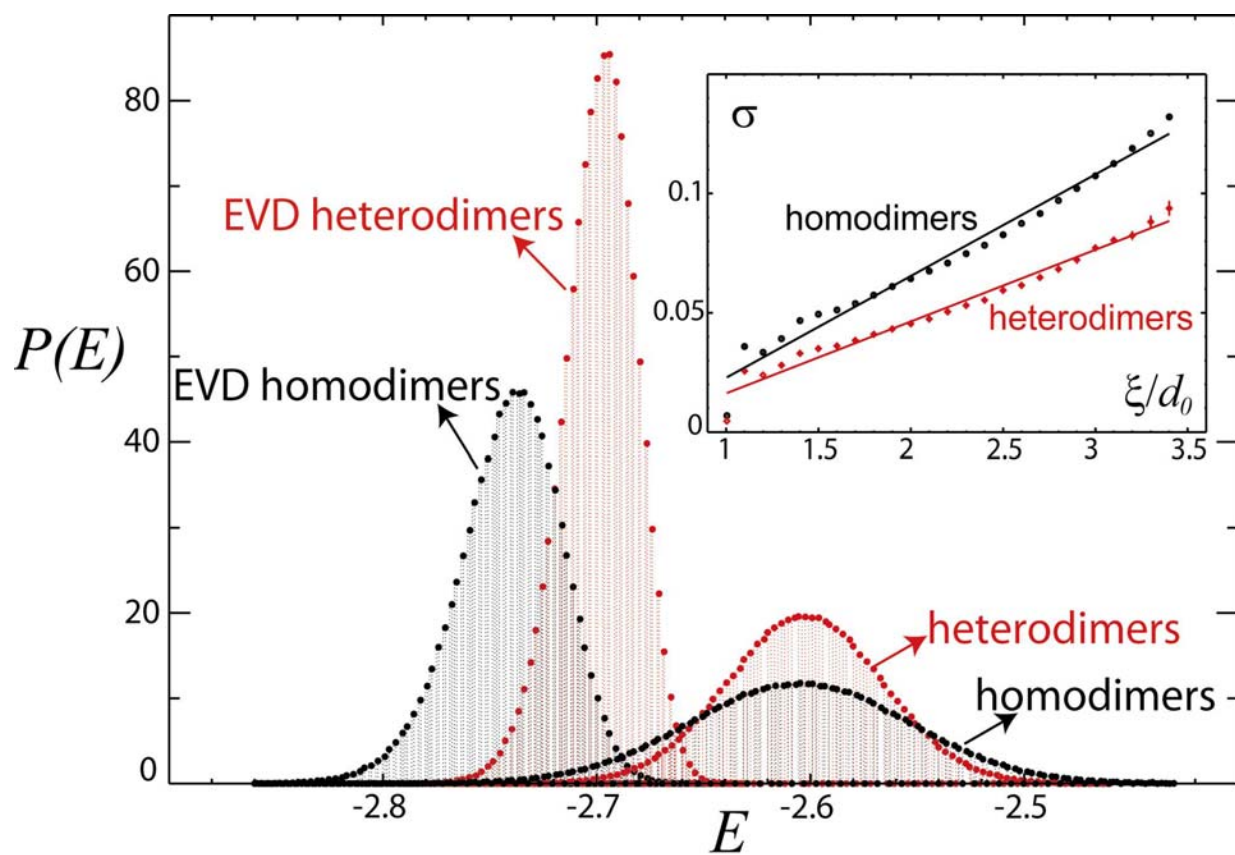 80
60
40
20
0
P(E)
EVD heterodimers
EVD homodimers
heterodimers
homodimers
-2.8
-2.7
-2.6
-2.5
E
σ
0.1
0.05
0
homodimers
heterodimers
ξ/d₀
1
1.5
2
2.5
3
3.5